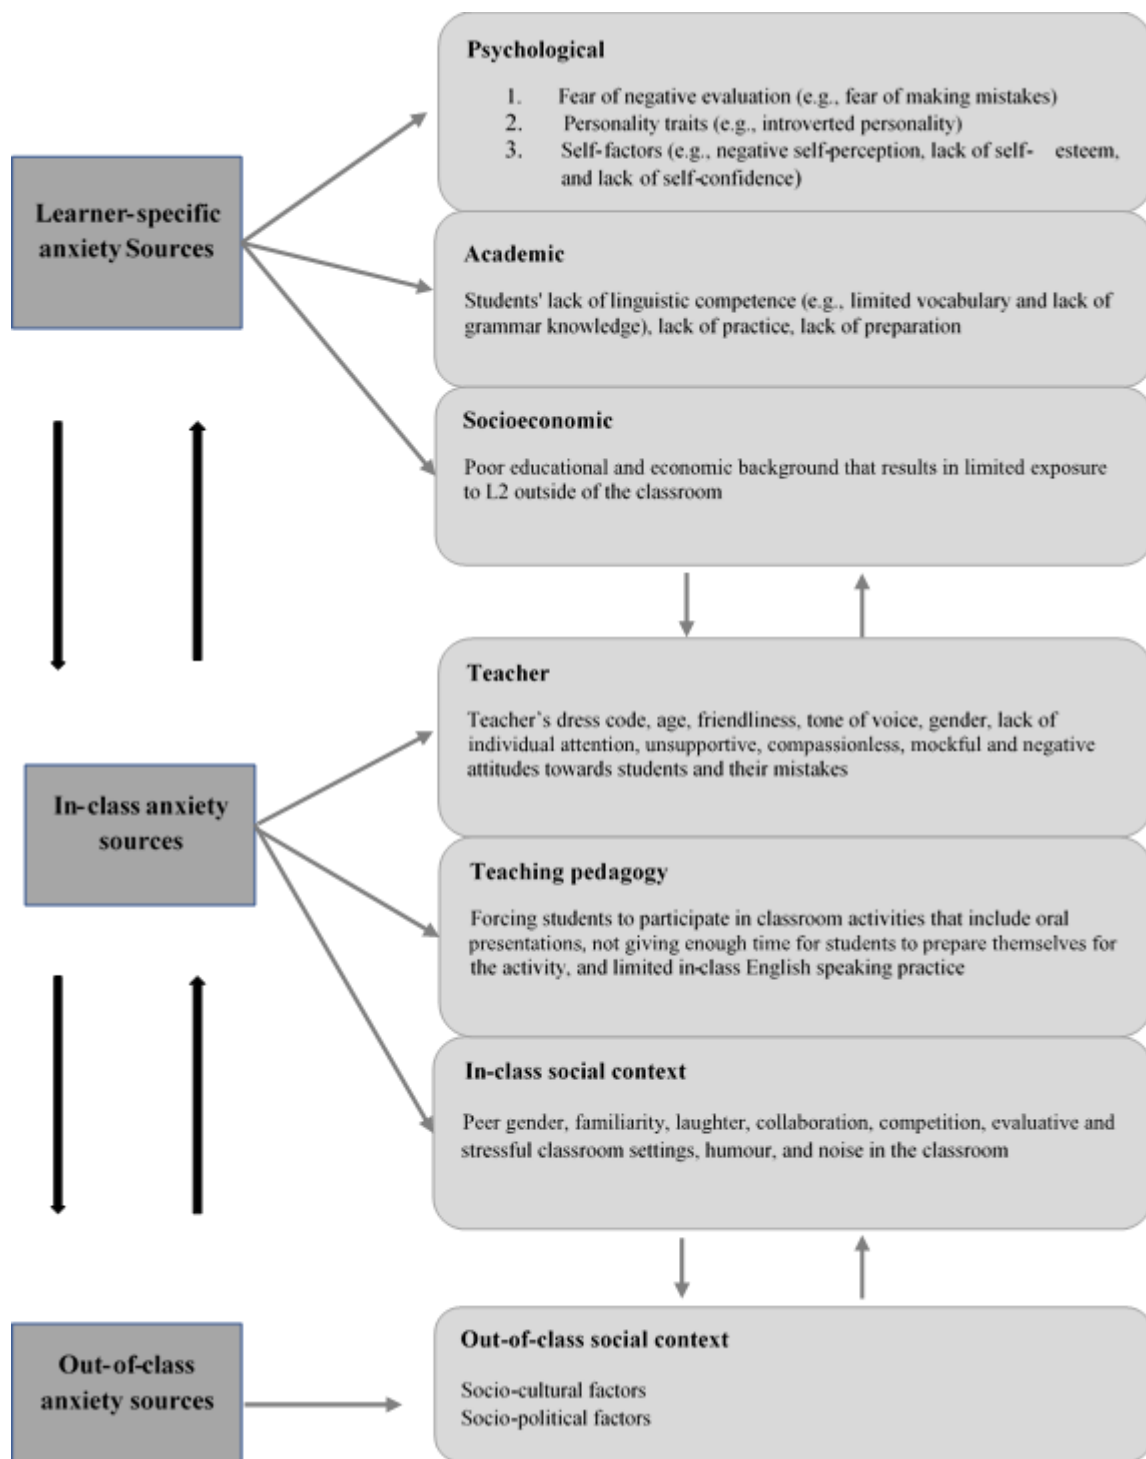 Psychological
1. Fear of negative evaluation (e.g., fear of making mistakes)
2. Personality traits (e.g., introverted personality)
3. Self-factors (e.g., negative self-perception, lack of self- esteem,
and lack of self-confidence)
Learner-specific
anxiety Sources
Academic
Students' lack of linguistic competence (e.g., limited vocabulary and lack of
grammar knowledge), lack of practice, lack of preparation
Socioeconomic
Poor educational and economic background that results in limited exposure
to L2 outside of the classroom
Teacher
Teacher`s dress code, age, friendliness, tone of voice, gender, lack of
individual attention, unsupportive, compassionless, mockful and negative
attitudes towards students and their mistakes
In-class anxiety
sources
Teaching pedagogy
Forcing students to participate in classroom activities that include oral
presentations, not giving enough time for students to prepare themselves for
the activity, and limited in-class English speaking practice
In-class social context
Peer gender, familiarity, laughter, collaboration, competition, evaluative and
stressful classroom settings, humour, and noise in the classroom
Out-of-class
anxiety sources
Out-of-class social context
Socio-cultural factors
Socio-political factors